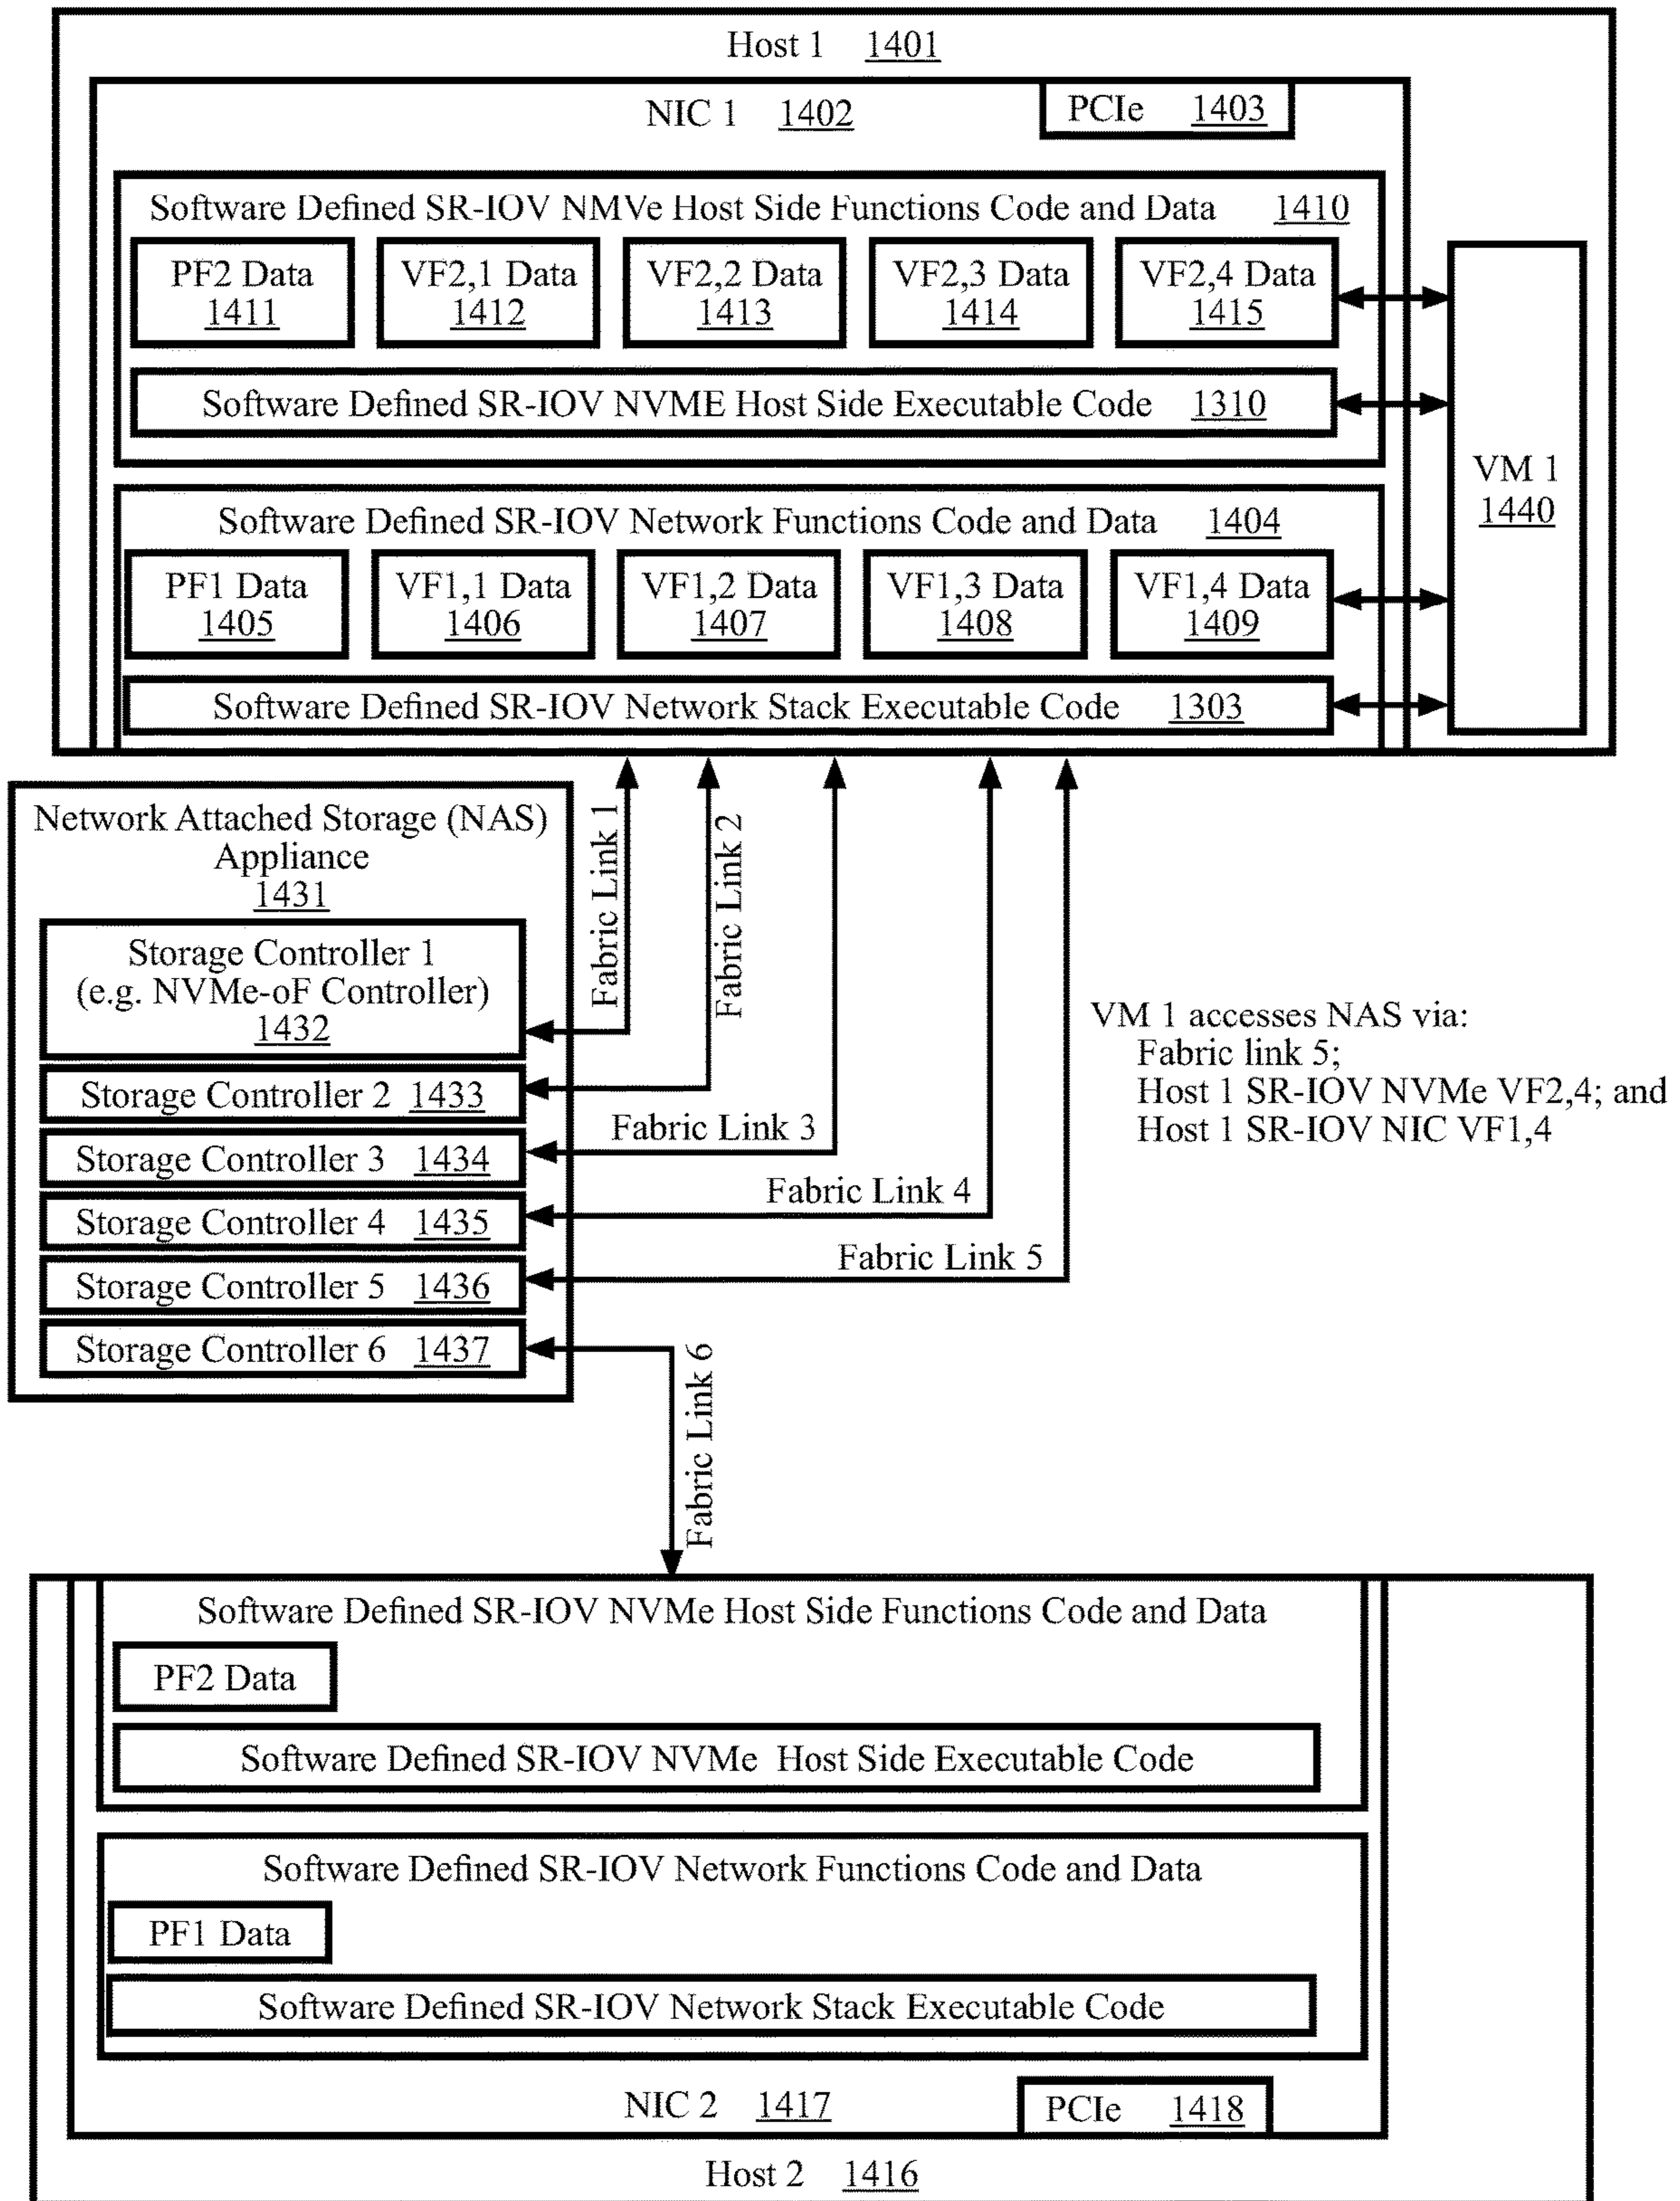 Host 1 1401
NIC 1 1402
PCIe 1403
Software Defined SR-IOV NMVe Host Side Functions Code and Data 1410
PF2 Data
1411
VF2,1 Data
1412
VF2,2 Data
1413
VF2,3 Data
1414
VF2,4 Data
1415
Software Defined SR-IOV NVME Host Side Executable Code 1310
VM 1
1440
Software Defined SR-IOV Network Functions Code and Data 1404
PF1 Data
1405
VF1,1 Data
1406
VF1,2 Data
1407
VF1,3 Data
1408
VF1,4 Data
1409
Software Defined SR-IOV Network Stack Executable Code 1303
Network Attached Storage (NAS)
Appliance
1431
Storage Controller 1
(e.g. NVMe-oF Controller)
1432
Storage Controller 2 1433
Storage Controller 3 1434
Storage Controller 4 1435
Storage Controller 5 1436
Storage Controller 6 1437
Fabric Link 1
Fabric Link 2
Fabric Link 3
Fabric Link 4
Fabric Link 5
Fabric Link 6
VM 1 accesses NAS via:
Fabric link 5;
Host 1 SR-IOV NVMe VF2,4; and
Host 1 SR-IOV NIC VF1,4
Software Defined SR-IOV NVMe Host Side Functions Code and Data
PF2 Data
Software Defined SR-IOV NVMe Host Side Executable Code
Software Defined SR-IOV Network Functions Code and Data
PF1 Data
Software Defined SR-IOV Network Stack Executable Code
NIC 2 1417
PCIe 1418
Host 2 1416